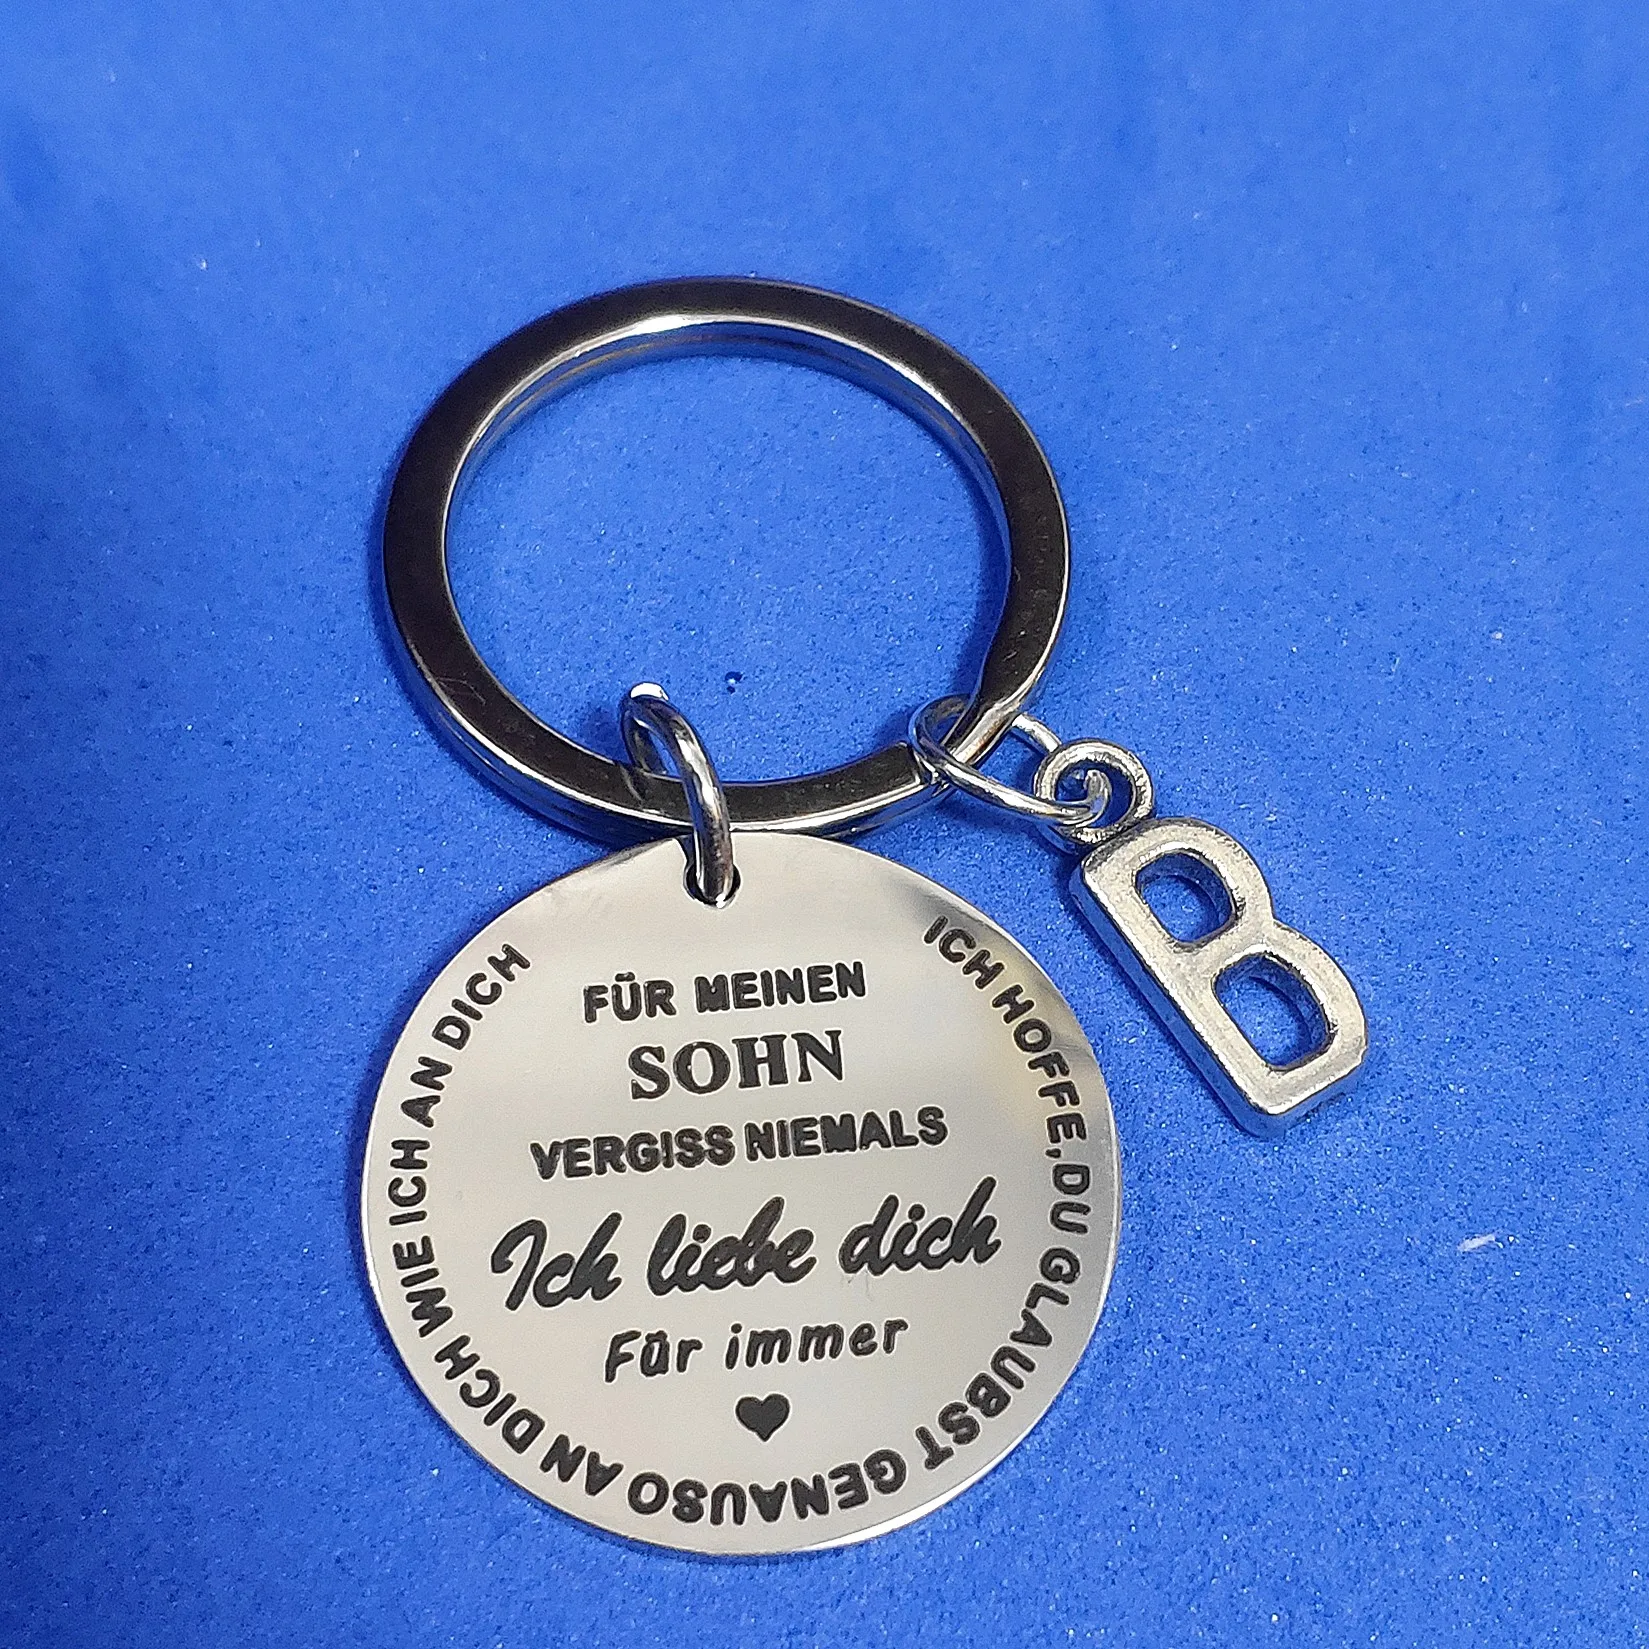 FÜR MEINEN
SOHN
VERGISS NIEMALS
Ich liebe dich
Für immer
ICH HOFFE, DU GLAUBST GENAUSO AN DICH WIE ICH AN DICH
B